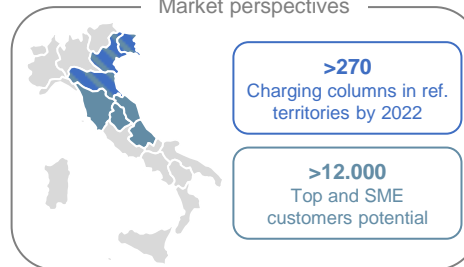 Market perspectives
>270
Charging columns in ref.
territories by 2022
>12.000
Top and SME
customers potential